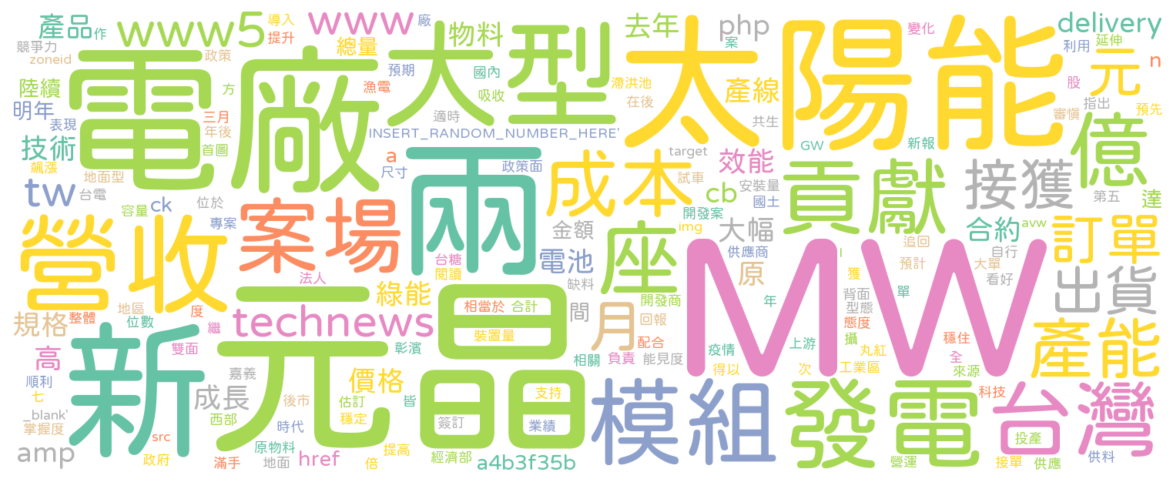 產品 作 導入 www 廠 物料 去年 php 案 變化 delivery
競爭力 提升 www5 總量 利用 延伸
zoneid 政策 預期 國內 滯洪池 元 n
陸續 電廠 漁電 吸收 大型 在後 產線 太陽能 股
明年 方 適時 共生 指出 審慎 預先
表現 三月 INSERT_RANDOM_NUMBER_HERE' 億
技術 年後 a target 效能 GW 新報
飆漲 首圖 尺寸 兩 政策面 成本 貢獻 接獲
地面型 cb 安裝量 第五 達
tw 台電 ck 位於 國土
容量 專案 案場 金額 大幅 開發案 合約 avw 訂單
營收 座 img 追回 自行
台糖 電池 原 供應商 i 大單
法人 閱讀 缺料 預計 看好
地區 度 綠能 相當於 合計 間 月 開發商 MW 獲 年 單 背面 出貨
規格 整體 位數 technews 回報 型態
繼 裝置量 配合 態度 穩住 產能
高 雙面 彰濱 元 晶 相關 負責 能見度 疫情 上游 攝 全
新 嘉義 價格 得以 次 丸紅 來源
順利 後市 工業區
七 成長 估訂 皆 支持 模組 發電 科技 台灣
_blank' 西部 穩定 簽訂 業績
掌握度 時代 投產
src 原物料 提高
amp 政府 滿手 地面 href 倍 經濟部 a4b3f35b 營運 接單 供應 供料